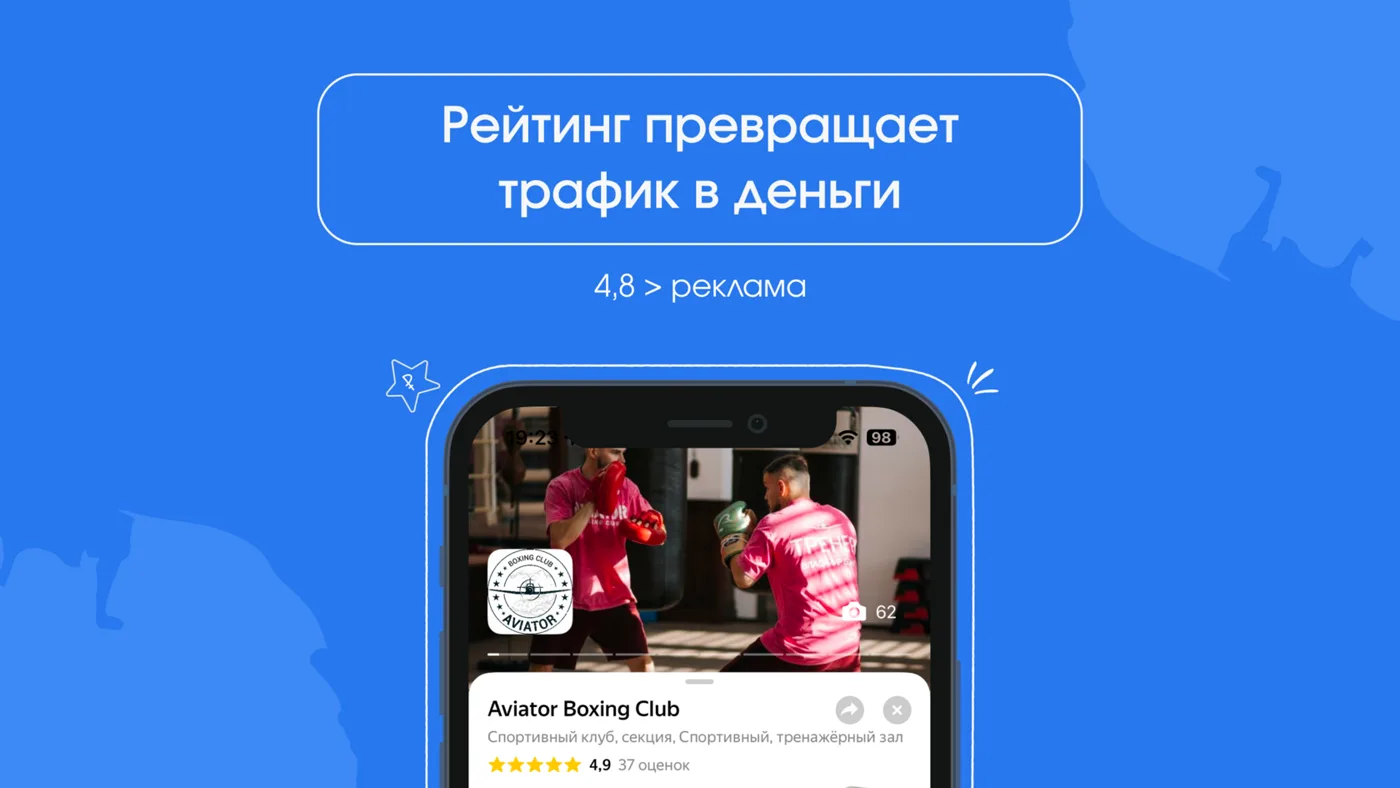 Рейтинг превращает
трафик в деньги
4,8 > реклама
19:23
98
BOXING CLUB
AVIATOR
ТРЕНЕР
62
Aviator Boxing Club
Спортивный клуб, секция, Спортивный, тренажёрный зал
4,9 37 оценок